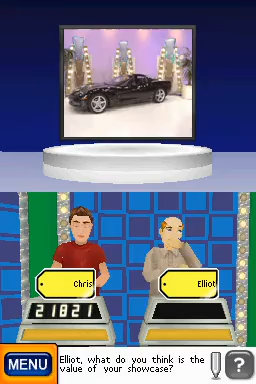 Chris
Elliot
21821
MENU
Elliot, what do you think is the
value of your showcase?
?